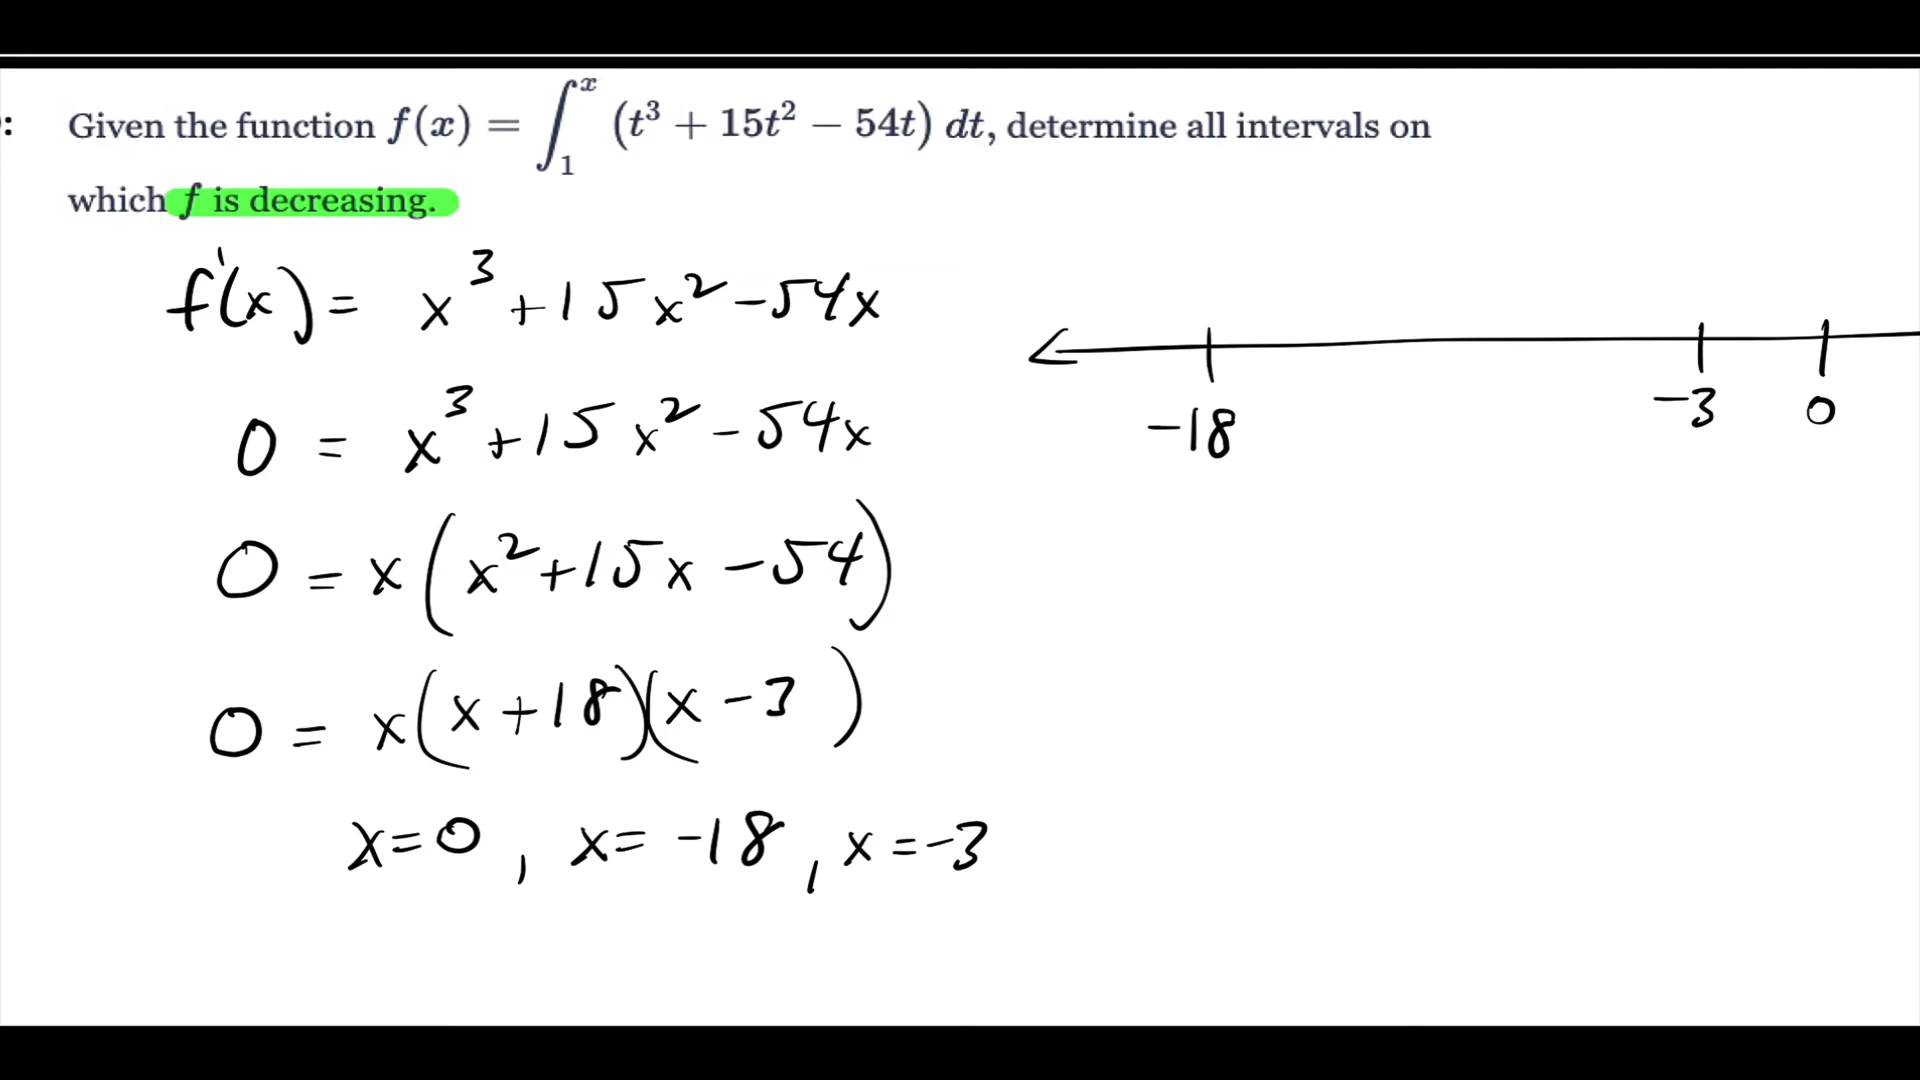 : Given the function f(x) = ∫₁ˣ (t³ + 15t² − 54t) dt, determine all intervals on
which f is decreasing.
f'(x) = x³ + 15x² − 54x
0 = x³ + 15x² − 54x
0 = x(x² + 15x − 54)
0 = x(x + 18)(x − 3)
x = 0, x = −18, x = −3
−18 −3 0